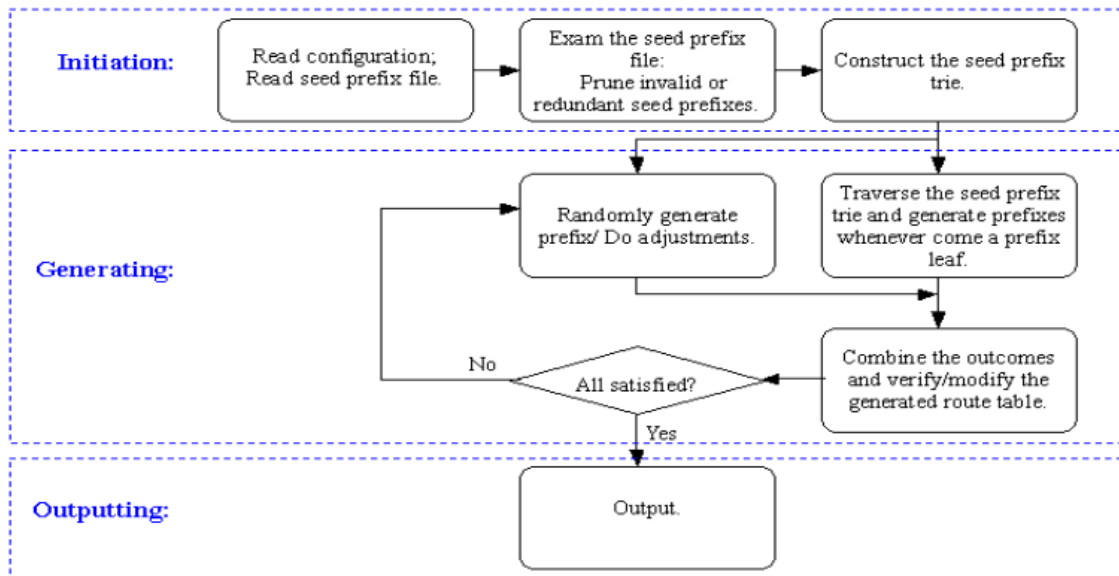 Initiation:
Read configuration;
Read seed prefix file.
Exam the seed prefix
file:
Prune invalid or
redundant seed prefixes.
Construct the seed prefix
trie.
Generating:
Randomly generate
prefix/ Do adjustments.
Traverse the seed prefix
trie and generate prefixes
whenever come a prefix
leaf.
Combine the outcomes
and verify/modify the
generated route table.
All satisfied?
No
Yes
Outputting:
Output.